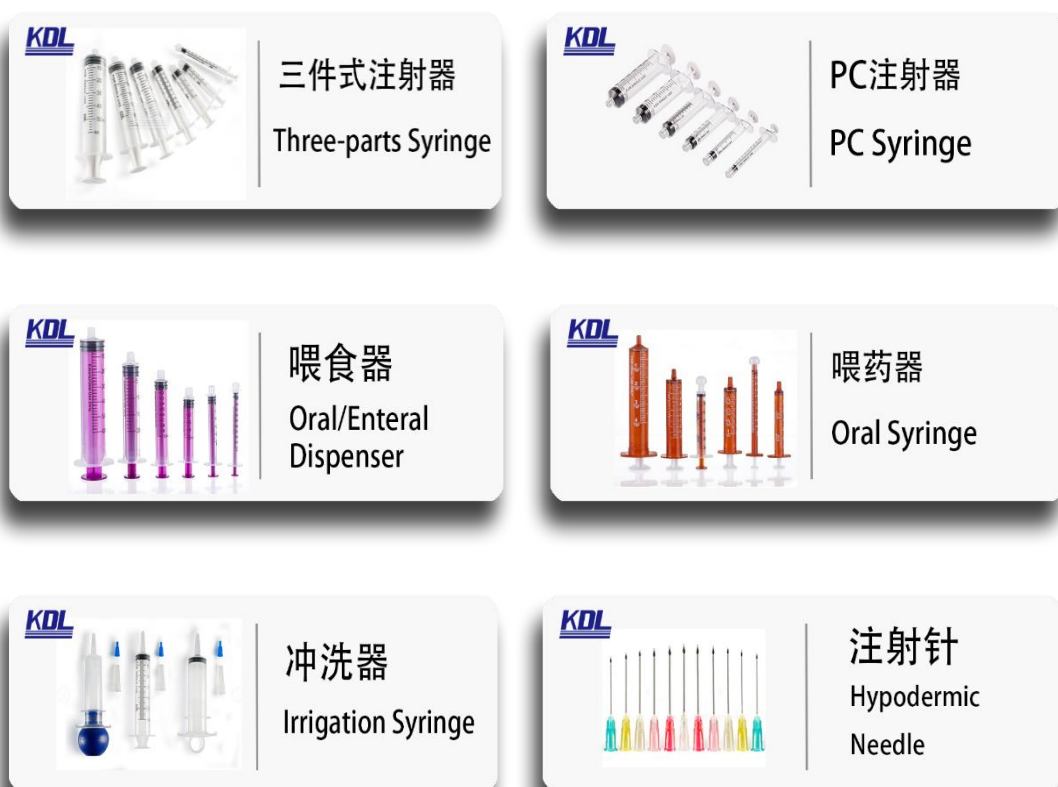 KDL
三件式注射器
Three-parts Syringe
KDL
PC注射器
PC Syringe
KDL
喂食器
Oral/Enteral
Dispenser
KDL
喂药器
Oral Syringe
KDL
冲洗器
Irrigation Syringe
KDL
注射针
Hypodermic
Needle